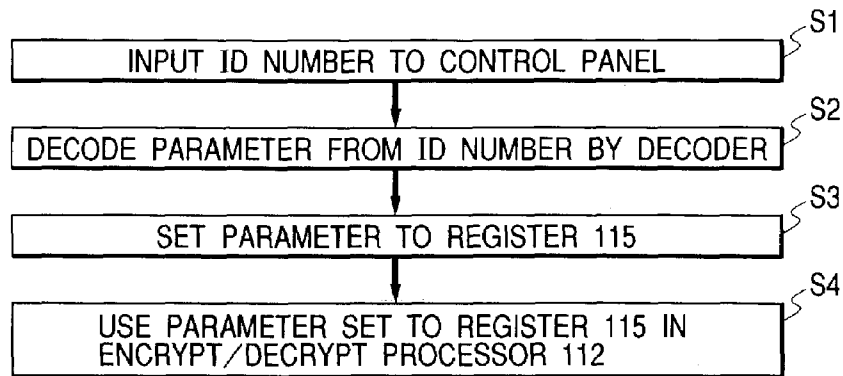 S1
INPUT ID NUMBER TO CONTROL PANEL
S2
DECODE PARAMETER FROM ID NUMBER BY DECODER
S3
SET PARAMETER TO REGISTER 115
S4
USE PARAMETER SET TO REGISTER 115 IN
ENCRYPT/DECRYPT PROCESSOR 112